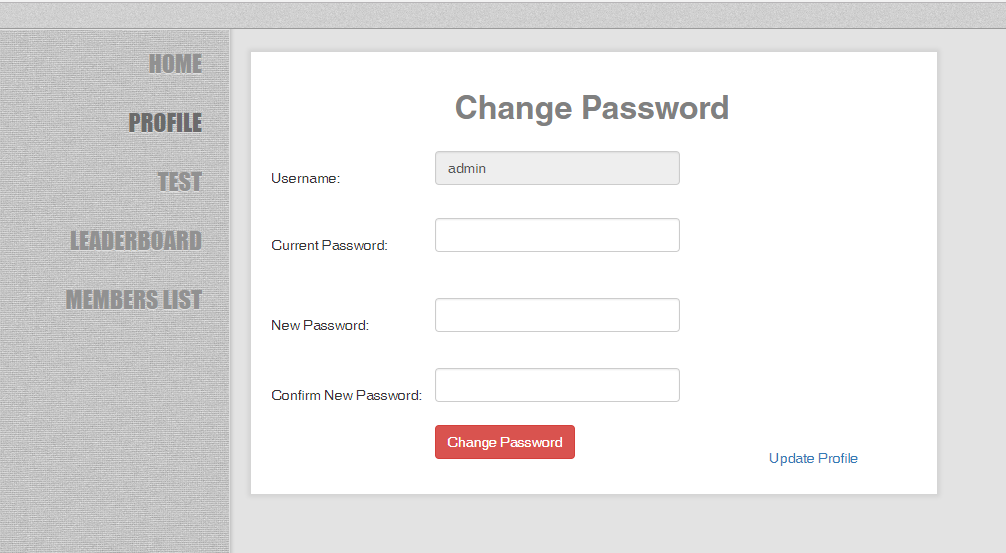 HOME
PROFILE
TEST
LEADERBOARD
MEMBERS LIST
Change Password
Username: admin
Current Password:
New Password:
Confirm New Password:
Change Password
Update Profile